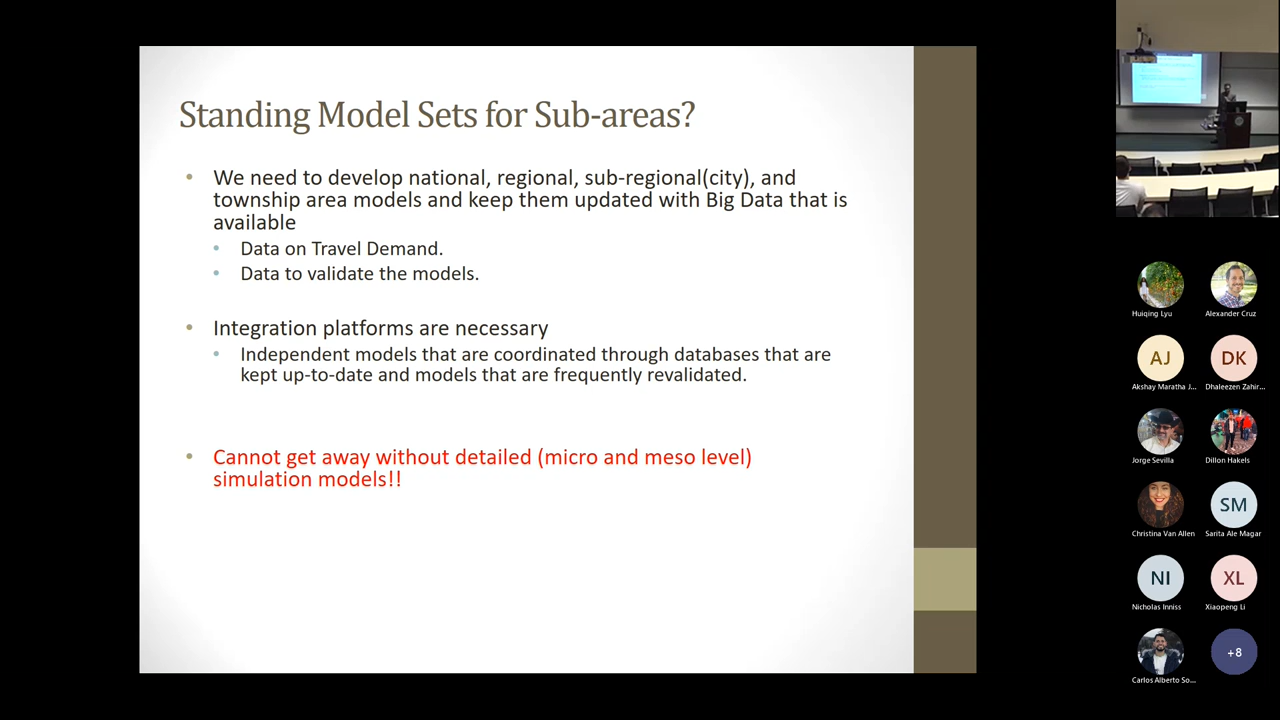 Standing Model Sets for Sub-areas?
• We need to develop national, regional, sub-regional(city), and
township area models and keep them updated with Big Data that is
available
• Data on Travel Demand.
• Data to validate the models.
• Integration platforms are necessary
• Independent models that are coordinated through databases that are
kept up-to-date and models that are frequently revalidated.
• Cannot get away without detailed (micro and meso level)
simulation models!!
Huiqing Lyu
Alexander Cruz
AJ
DK
Akshay Maratha J...
Dhaleezen Zahir...
Jorge Sevilla
Dillon Hakels
SM
Christina Van Allen
Sarita Ale Magar
NI
XL
Nicholas Inniss
Xiaopeng Li
+8
Carlos Alberto So...